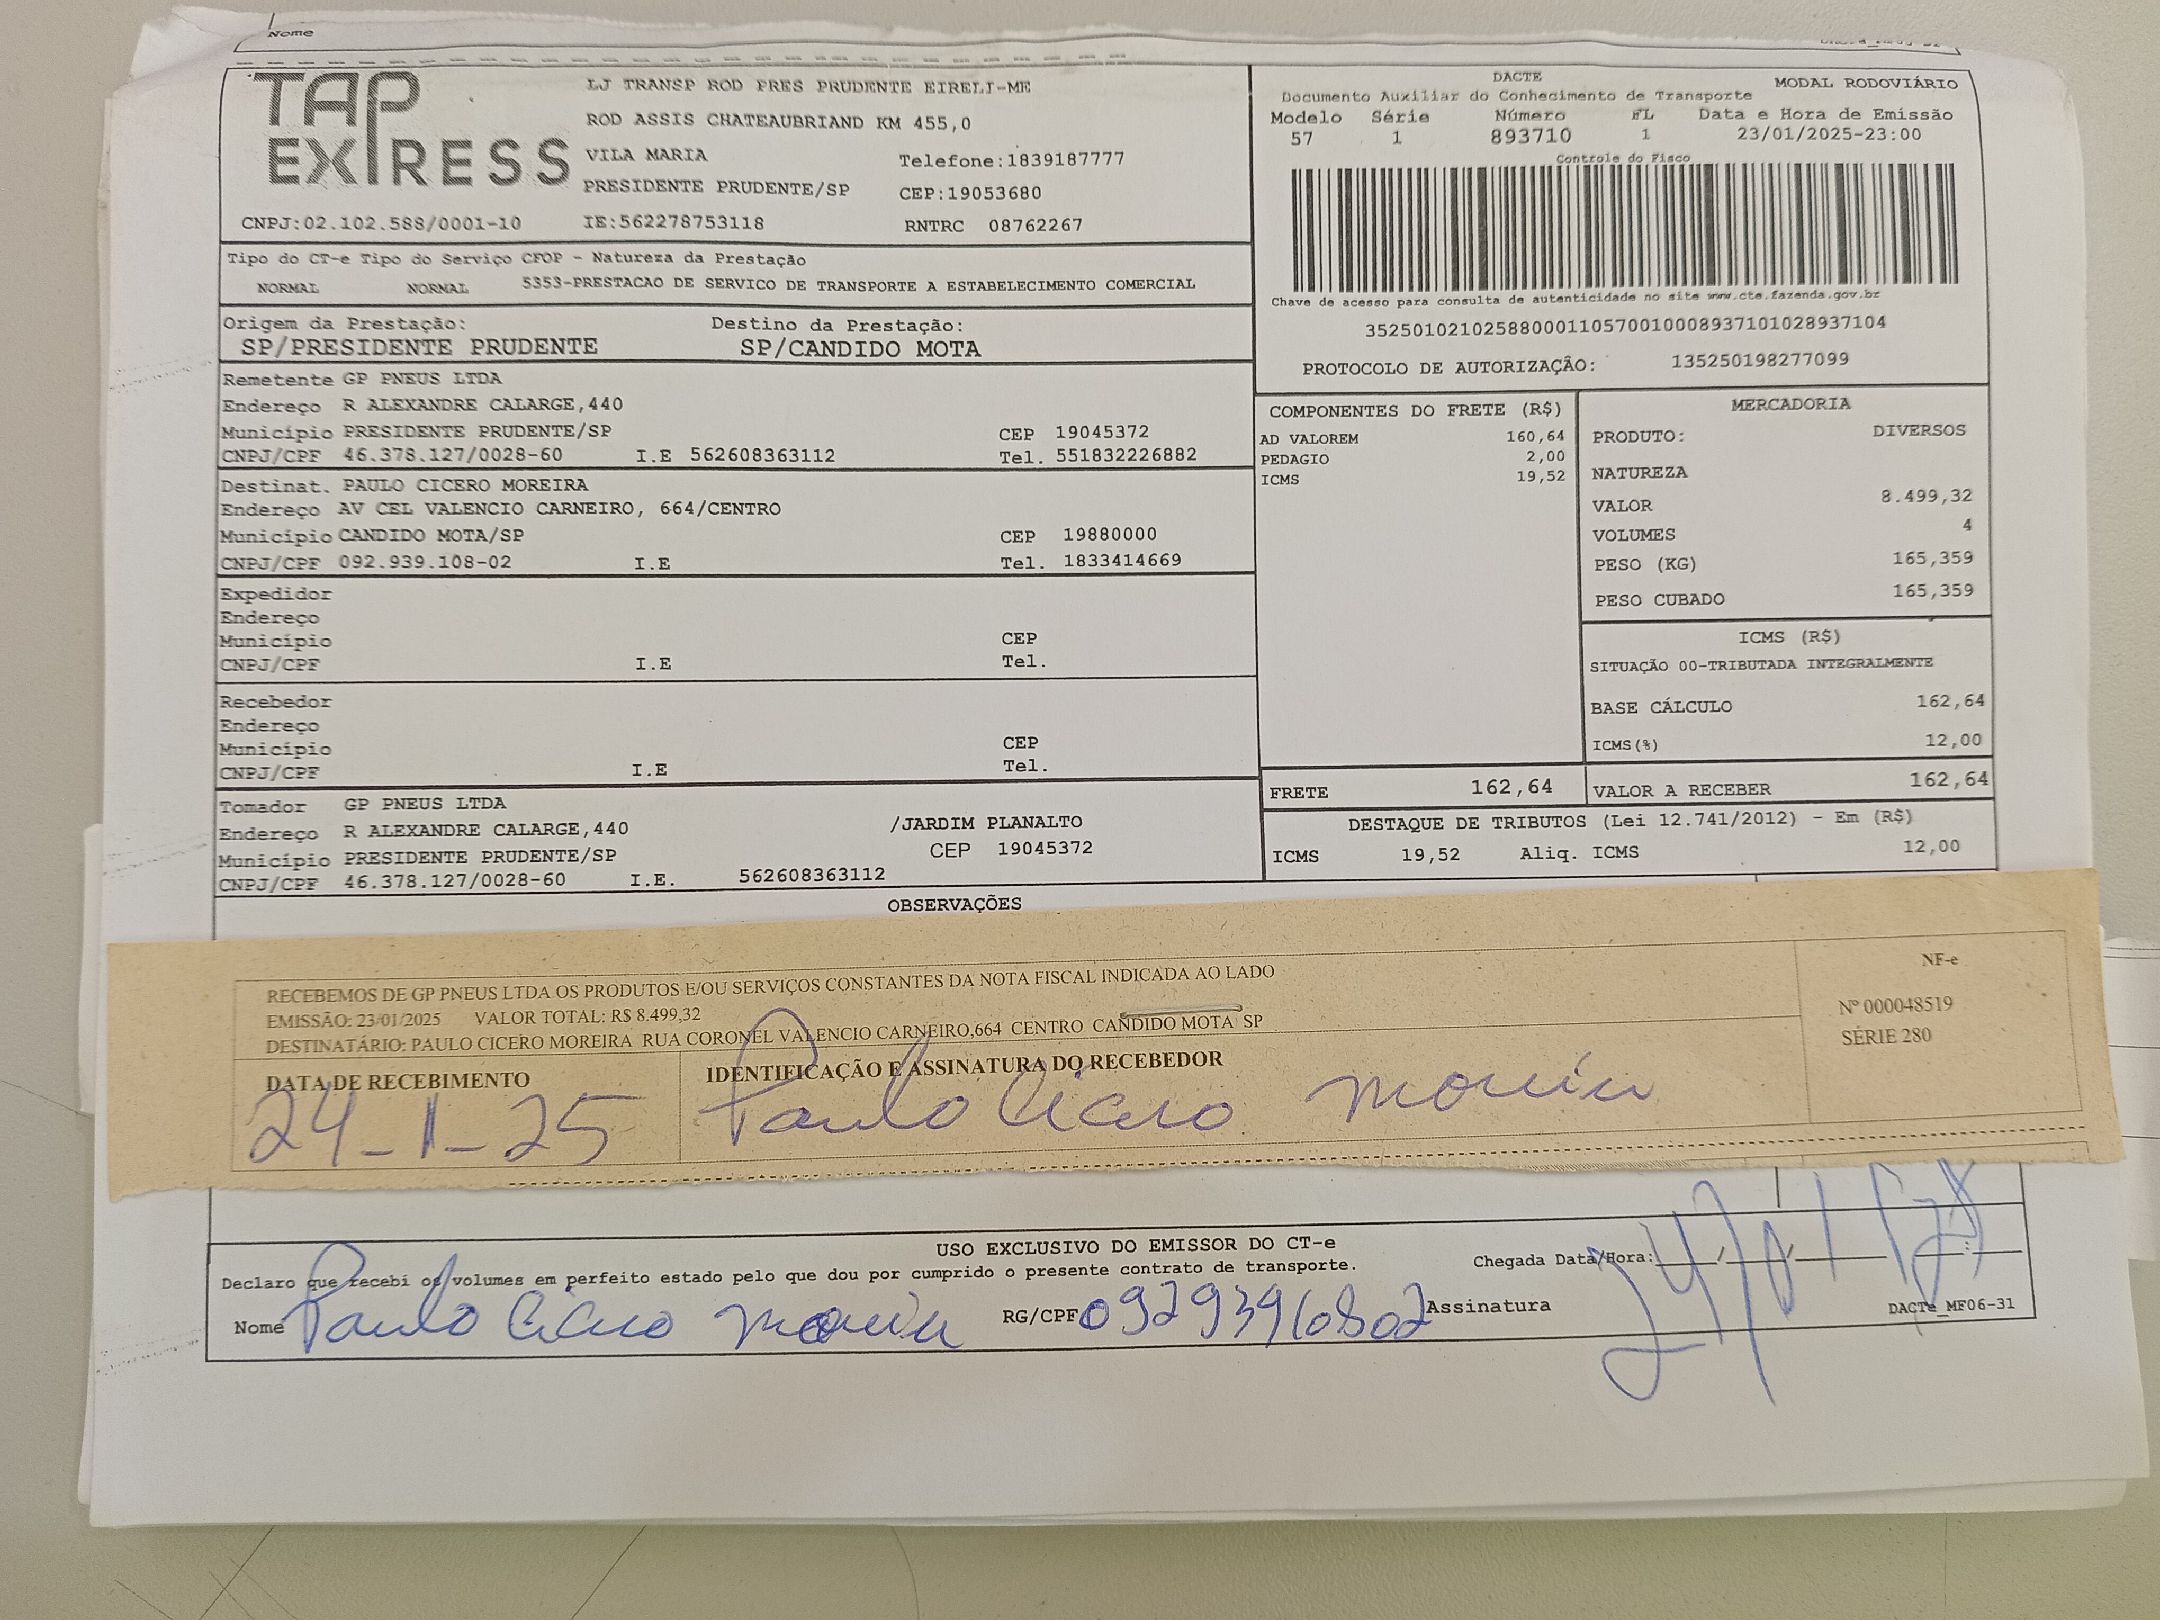 Nome
TAP
EXPRESS
LJ TRANSP ROD PRES PRUDENTE EIRELI-ME
ROD ASSIS CHATEAUBRIAND KM 455,0
VILA MARIA Telefone:1839187777
PRESIDENTE PRUDENTE/SP CEP:19053680
CNPJ:02.102.588/0001-10 IE:562278753118 RNTRC 08762267
DACTE MODAL RODOVIÁRIO
Documento Auxiliar do Conhecimento de Transporte
Modelo Série Número FL Data e Hora de Emissão
57 1 893710 1 23/01/2025-23:00
Controle do Fisco
Chave de acesso para consulta de autenticidade no site www.cte.fazenda.gov.br
35250102102588000110570010008937101028937104
PROTOCOLO DE AUTORIZAÇÃO: 135250198277099
Tipo do CT-e Tipo do Serviço CFOP - Natureza da Prestação
NORMAL NORMAL 5353-PRESTACAO DE SERVICO DE TRANSPORTE A ESTABELECIMENTO COMERCIAL
Origem da Prestação: Destino da Prestação:
SP/PRESIDENTE PRUDENTE SP/CANDIDO MOTA
Remetente GP PNEUS LTDA
Endereço R ALEXANDRE CALARGE,440
Município PRESIDENTE PRUDENTE/SP CEP 19045372
CNPJ/CPF 46.378.127/0028-60 I.E 562608363112 Tel. 551832226882
Destinat. PAULO CICERO MOREIRA
Endereço AV CEL VALENCIO CARNEIRO, 664/CENTRO
Município CANDIDO MOTA/SP CEP 19880000
CNPJ/CPF 092.939.108-02 I.E Tel. 1833414669
Expedidor
Endereço
Município CEP
CNPJ/CPF I.E Tel.
Recebedor
Endereço
Município CEP
CNPJ/CPF I.E Tel.
Tomador GP PNEUS LTDA
Endereço R ALEXANDRE CALARGE,440 /JARDIM PLANALTO
Município PRESIDENTE PRUDENTE/SP CEP 19045372
CNPJ/CPF 46.378.127/0028-60 I.E. 562608363112
COMPONENTES DO FRETE (R$)
AD VALOREM 160,64
PEDAGIO 2,00
ICMS 19,52
MERCADORIA
PRODUTO: DIVERSOS
NATUREZA
VALOR 8.499,32
VOLUMES 4
PESO (KG) 165,359
PESO CUBADO 165,359
ICMS (R$)
SITUAÇÃO 00-TRIBUTADA INTEGRALMENTE
BASE CÁLCULO 162,64
ICMS(%) 12,00
FRETE 162,64 VALOR A RECEBER 162,64
DESTAQUE DE TRIBUTOS (Lei 12.741/2012) - Em (R$)
ICMS 19,52 Aliq. ICMS 12,00
OBSERVAÇÕES
RECEBEMOS DE GP PNEUS LTDA OS PRODUTOS E/OU SERVIÇOS CONSTANTES DA NOTA FISCAL INDICADA AO LADO
EMISSÃO: 23/01/2025 VALOR TOTAL: R$ 8.499,32
DESTINATÁRIO: PAULO CICERO MOREIRA RUA CORONEL VALENCIO CARNEIRO,664 CENTRO CANDIDO MOTA SP
NF-e
Nº 000048519
SÉRIE 280
DATA DE RECEBIMENTO IDENTIFICAÇÃO E ASSINATURA DO RECEBEDOR
24-1-25 Paulo Cicero Moreira
USO EXCLUSIVO DO EMISSOR DO CT-e
Declaro que recebi os volumes em perfeito estado pelo que dou por cumprido o presente contrato de transporte.
Chegada Data/Hora:
Nome Paulo Cicero Moreira RG/CPF 09293910802 Assinatura
DACTe_MF06-31